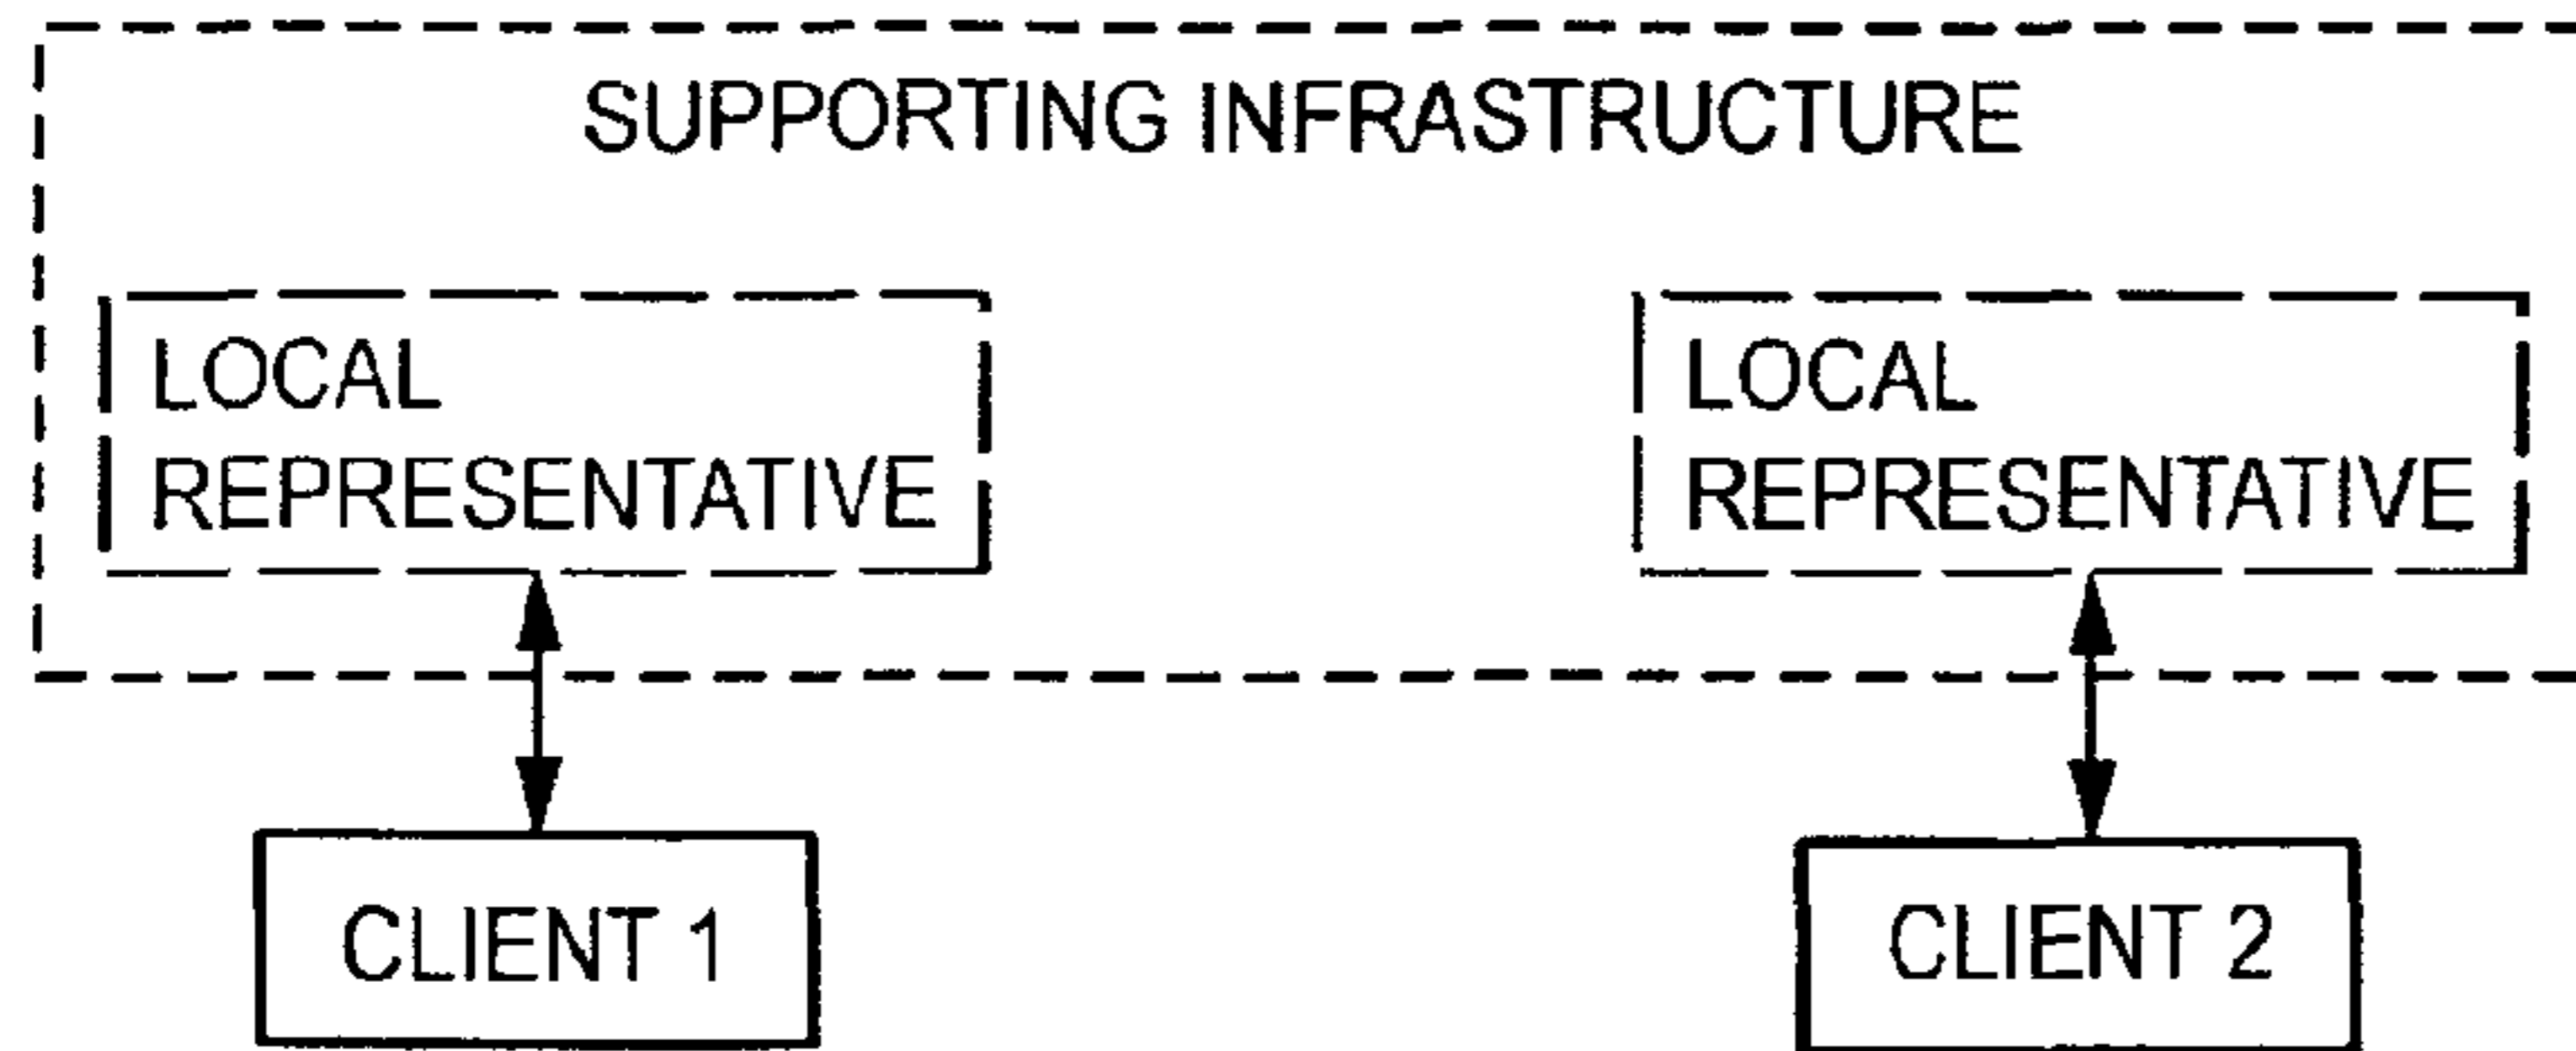 SUPPORTING INFRASTRUCTURE
LOCAL
REPRESENTATIVE
LOCAL
REPRESENTATIVE
CLIENT 1
CLIENT 2